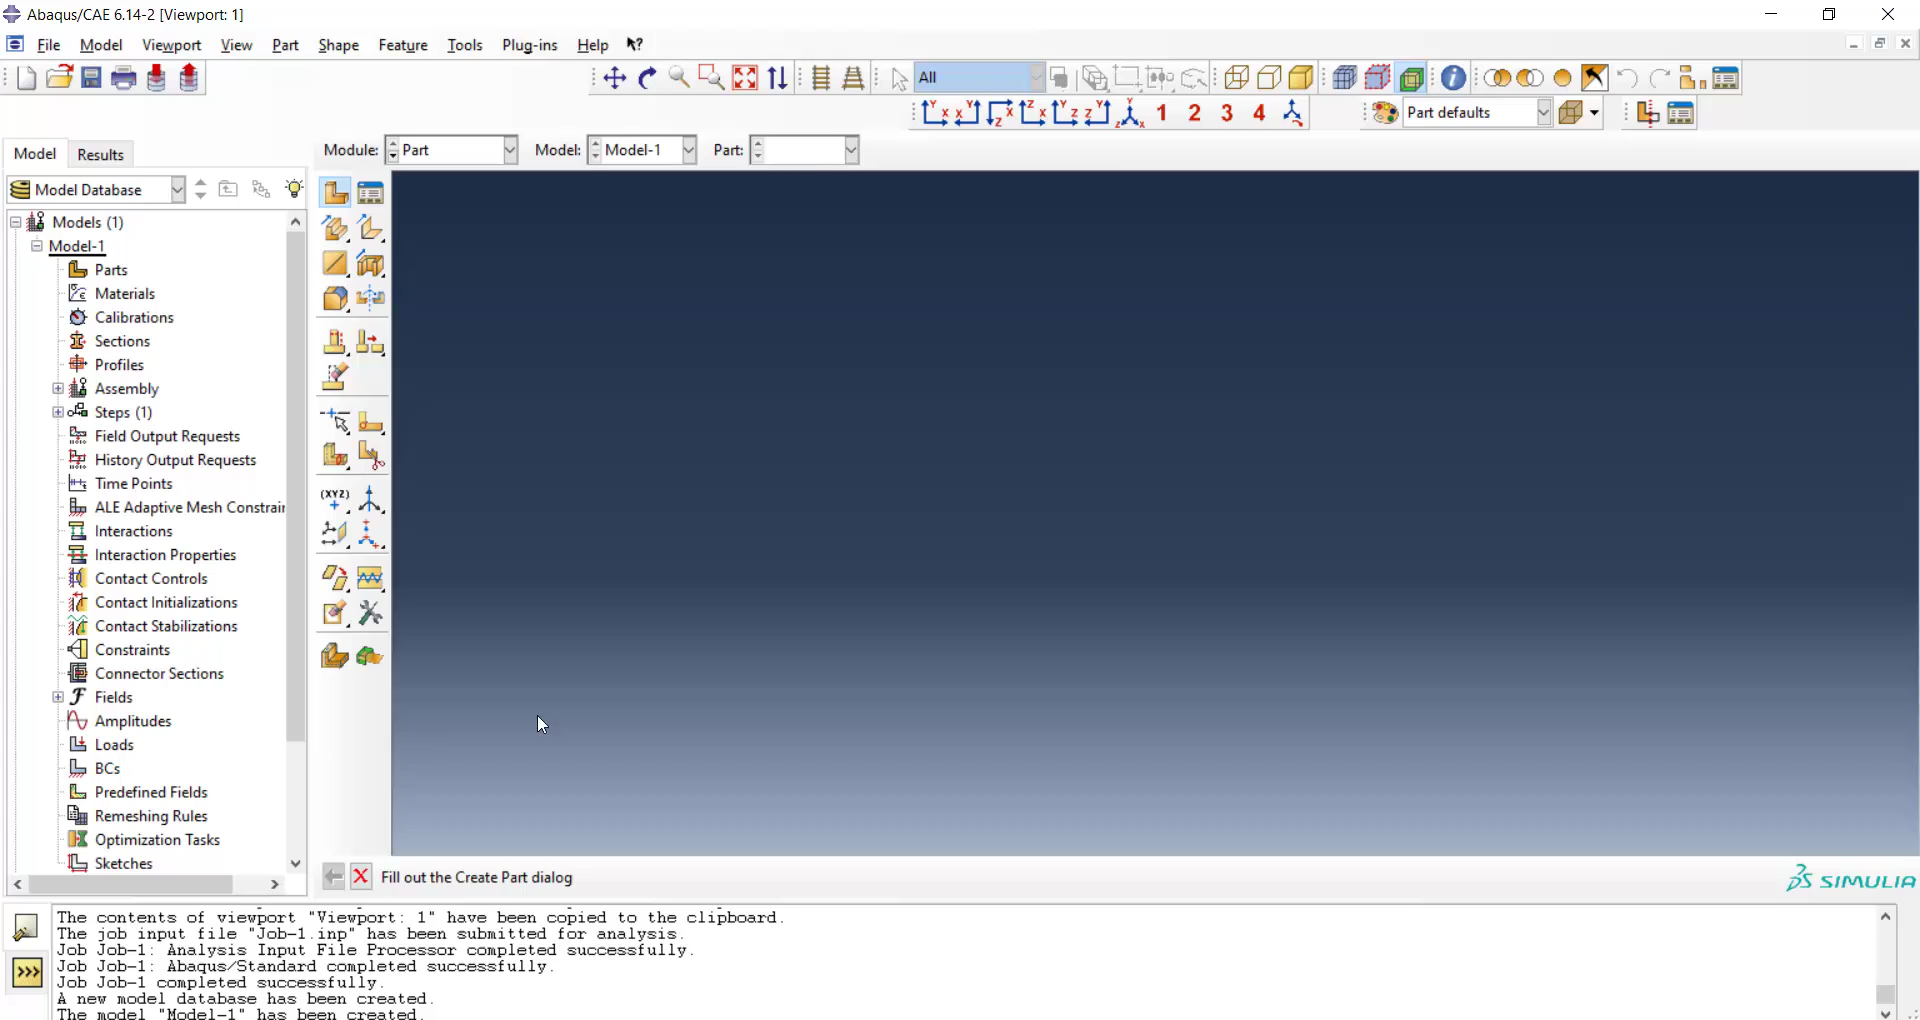 Abaqus/CAE 6.14-2 [Viewport: 1]
File Model Viewport View Part Shape Feature Tools Plug-ins Help
All
1 2 3 4 Part defaults
Model Results Module: Part Model: Model-1 Part:
Model Database
Models (1)
Model-1
Parts
Materials
Calibrations
Sections
Profiles
Assembly
Steps (1)
Field Output Requests
History Output Requests
Time Points
ALE Adaptive Mesh Constrai
Interactions
Interaction Properties
Contact Controls
Contact Initializations
Contact Stabilizations
Constraints
Connector Sections
Fields
Amplitudes
Loads
BCs
Predefined Fields
Remeshing Rules
Optimization Tasks
Sketches
(XYZ)
Fill out the Create Part dialog
SIMULIA
The contents of viewport "Viewport: 1" have been copied to the clipboard.
The job input file "Job-1.inp" has been submitted for analysis.
Job Job-1: Analysis Input File Processor completed successfully.
Job Job-1: Abaqus/Standard completed successfully.
Job Job-1 completed successfully.
A new model database has been created.
The model "Model-1" has been created.